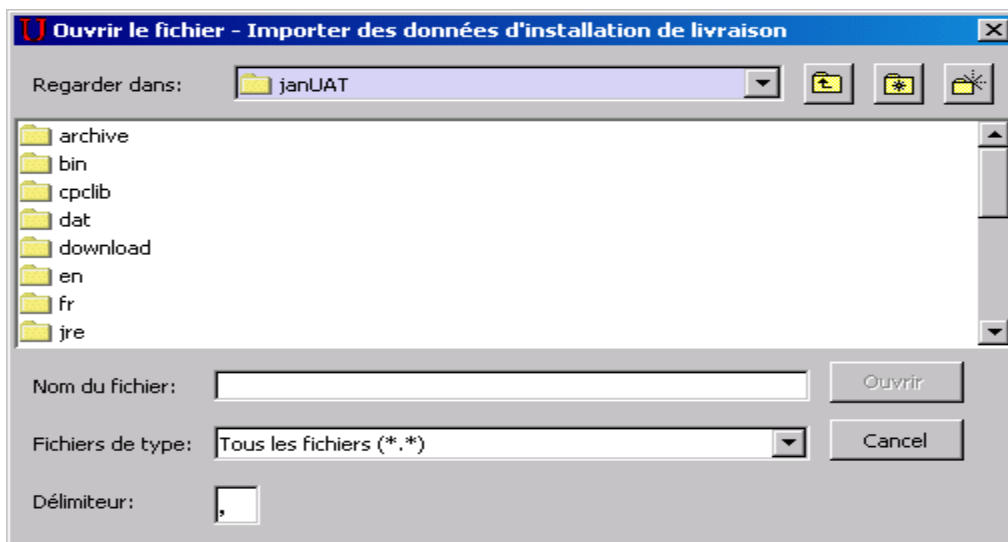 Ouvrir le fichier - Importer des données d'installation de livraison
Regarder dans: janUAT
archive
bin
cpclib
dat
download
en
fr
jre
Nom du fichier: Ouvrir
Fichiers de type: Tous les fichiers (*.*) Cancel
Délimiteur: ,